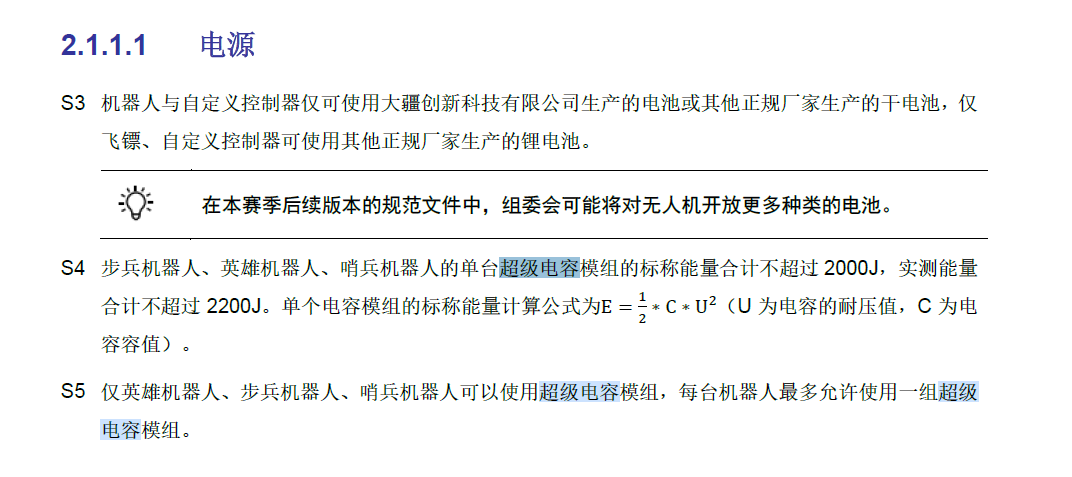 2.1.1.1 电源
S3 机器人与自定义控制器仅可使用大疆创新科技有限公司生产的电池或其他正规厂家生产的干电池，仅
飞镖、自定义控制器可使用其他正规厂家生产的锂电池。
在本赛季后续版本的规范文件中，组委会可能将对无人机开放更多种类的电池。
S4 步兵机器人、英雄机器人、哨兵机器人的单台超级电容模组的标称能量合计不超过 2000J，实测能量
合计不超过 2200J。单个电容模组的标称能量计算公式为E = 1/2 * C * U²（U 为电容的耐压值，C 为电
容容值）。
S5 仅英雄机器人、步兵机器人、哨兵机器人可以使用超级电容模组，每台机器人最多允许使用一组超级
电容模组。